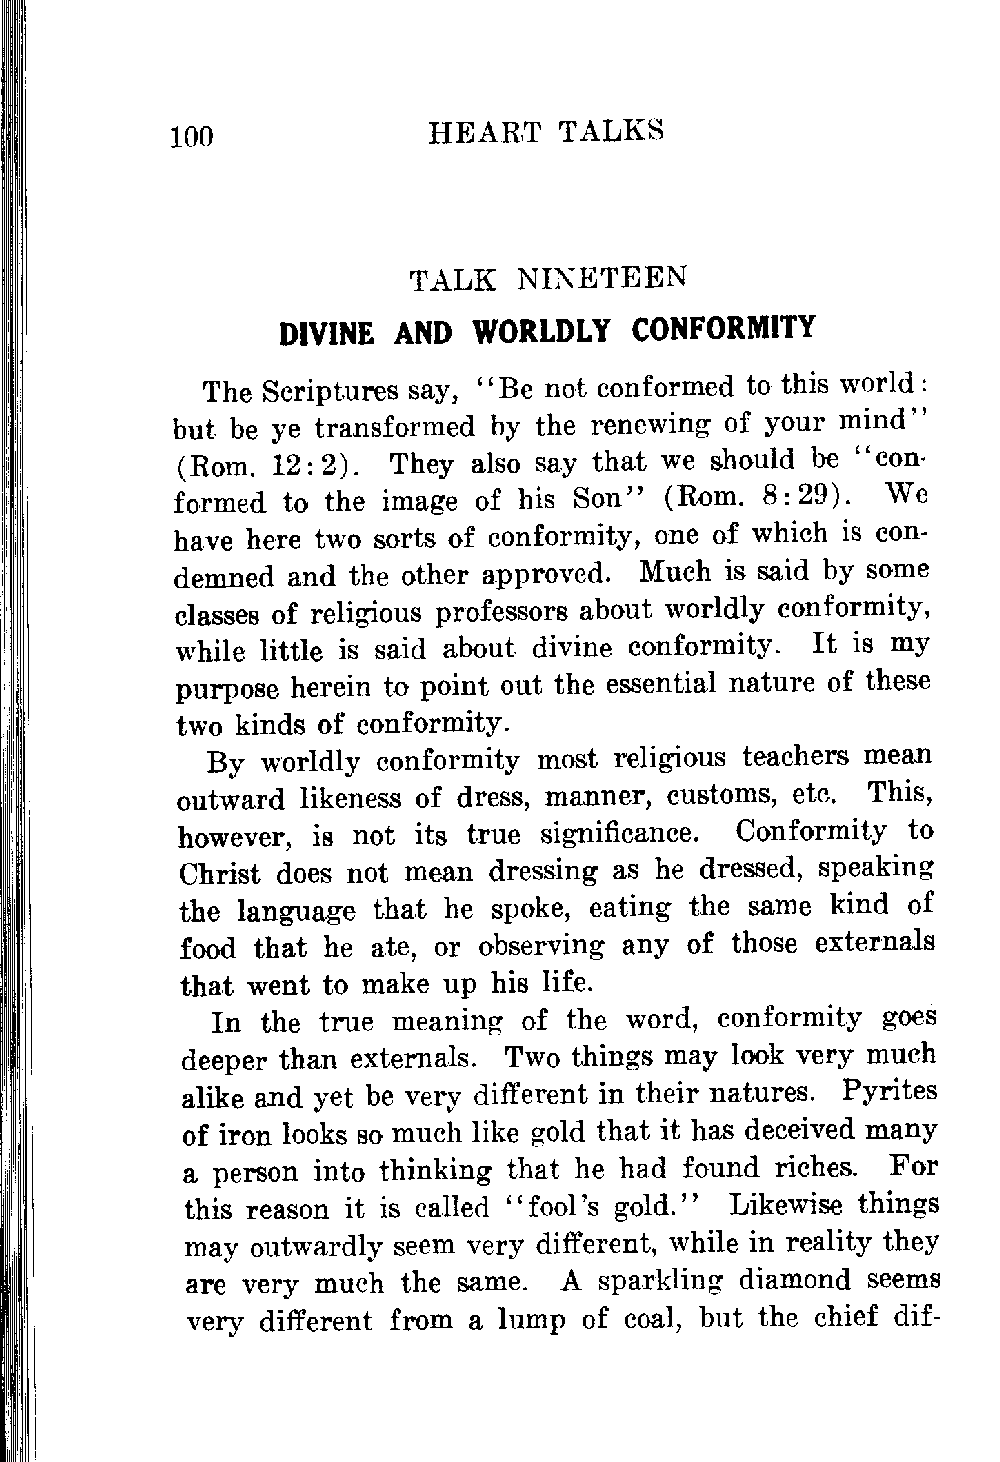 100 HEART TALKS
TALK NINETEEN
DIVINE AND WORLDLY CONFORMITY
The Scriptures say, "Be not conformed to this world:
but be ye transformed by the renewing of your mind"
(Rom. 12:2). They also say that we should be "con-
formed to the image of his Son" (Rom. 8:29). We
have here two sorts of conformity, one of which is con-
demned and the other approved. Much is said by some
classes of religious professors about worldly conformity,
while little is said about divine conformity. It is my
purpose herein to point out the essential nature of these
two kinds of conformity.
By worldly conformity most religious teachers mean
outward likeness of dress, manner, customs, etc. This,
however, is not its true significance. Conformity to
Christ does not mean dressing as he dressed, speaking
the language that he spoke, eating the same kind of
food that he ate, or observing any of those externals
that went to make up his life.
In the true meaning of the word, conformity goes
deeper than externals. Two things may look very much
alike and yet be very different in their natures. Pyrites
of iron looks so much like gold that it has deceived many
a person into thinking that he had found riches. For
this reason it is called "fool's gold." Likewise things
may outwardly seem very different, while in reality they
are very much the same. A sparkling diamond seems
very different from a lump of coal, but the chief dif-